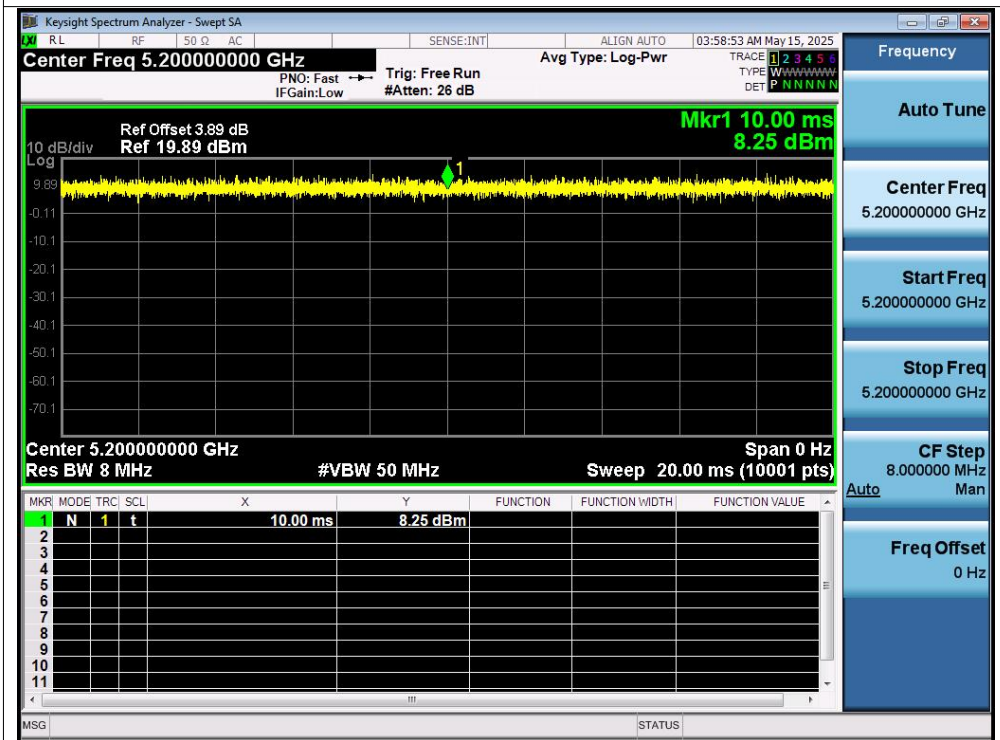 Keysight Spectrum Analyzer - Swept SA
LXI RL RF 50 Ω AC SENSE:INT ALIGN AUTO 03:58:53 AM May 15, 2025
Center Freq 5.200000000 GHz
PNO: Fast
IFGain:Low
Trig: Free Run
#Atten: 26 dB
Avg Type: Log-Pwr
TRACE 1 2 3 4 5 6
TYPE W
DET P N N N N N
Ref Offset 3.89 dB
10 dB/div Ref 19.89 dBm
Log
Mkr1 10.00 ms
8.25 dBm
1
9.89
-0.11
-10.1
-20.1
-30.1
-40.1
-50.1
-60.1
-70.1
Center 5.200000000 GHz Span 0 Hz
Res BW 8 MHz #VBW 50 MHz Sweep 20.00 ms (10001 pts)
MKR MODE TRC SCL X Y FUNCTION FUNCTION WIDTH FUNCTION VALUE
1 N 1 t 10.00 ms 8.25 dBm
2
3
4
5
6
7
8
9
10
11
MSG STATUS
Frequency
Auto Tune
Center Freq
5.200000000 GHz
Start Freq
5.200000000 GHz
Stop Freq
5.200000000 GHz
CF Step
8.000000 MHz
Auto Man
Freq Offset
0 Hz